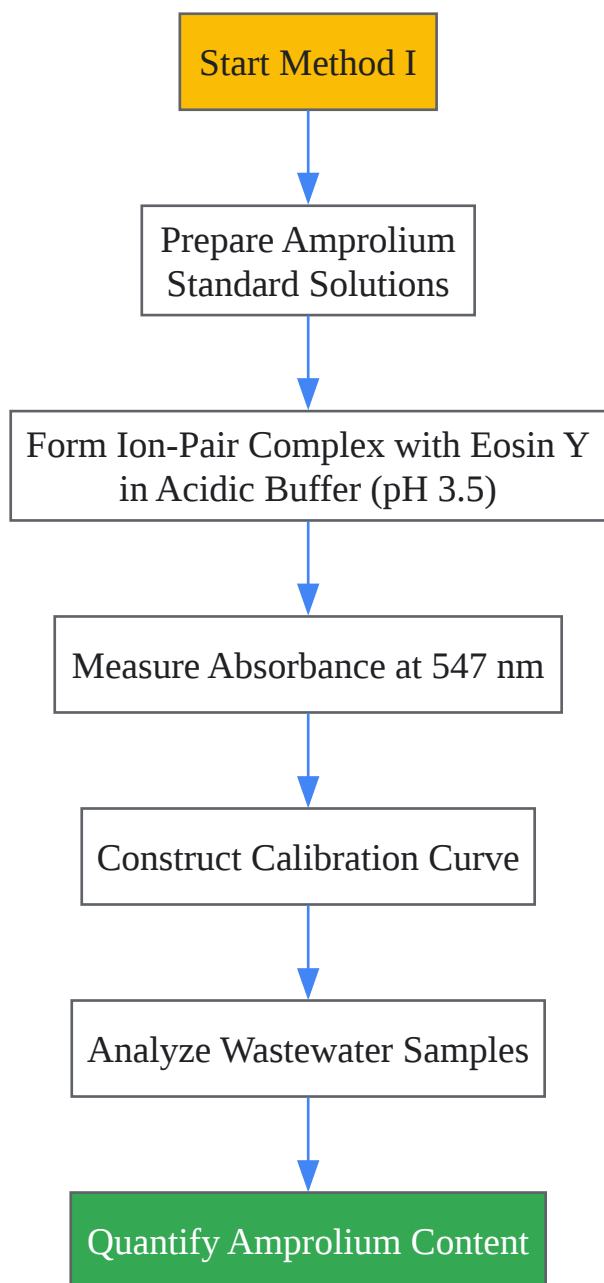 Start Method I
Prepare Amprolium
Standard Solutions
Form Ion-Pair Complex with Eosin Y
in Acidic Buffer (pH 3.5)
Measure Absorbance at 547 nm
Construct Calibration Curve
Analyze Wastewater Samples
Quantify Amprolium Content